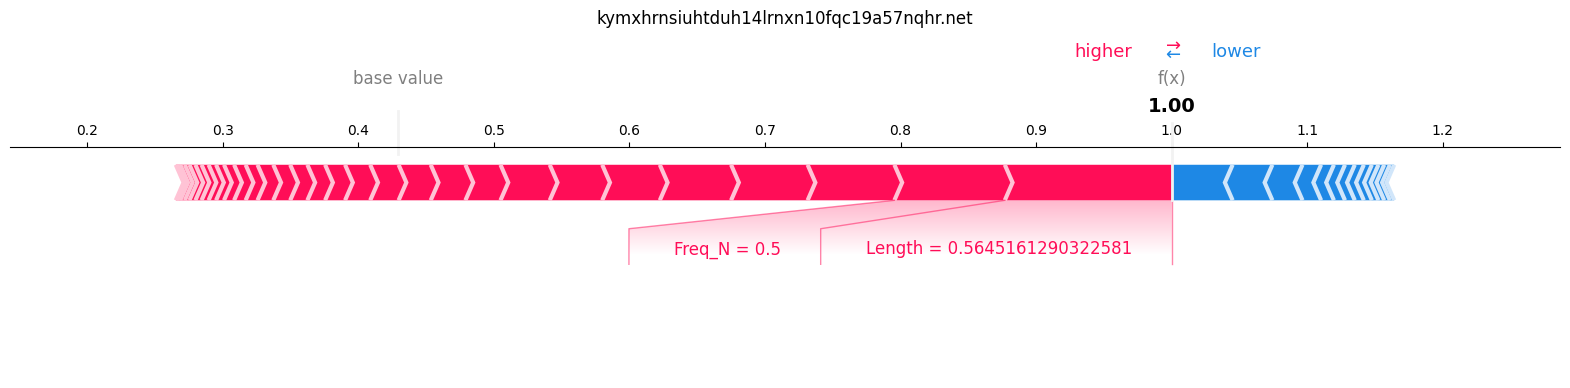 kymxhrnsiuhtduh14lrnxn10fqc19a57nqhr.net
higher ⇄ lower
base value f(x)
1.00
0.2 0.3 0.4 0.5 0.6 0.7 0.8 0.9 1.0 1.1 1.2
Freq_N = 0.5 Length = 0.5645161290322581